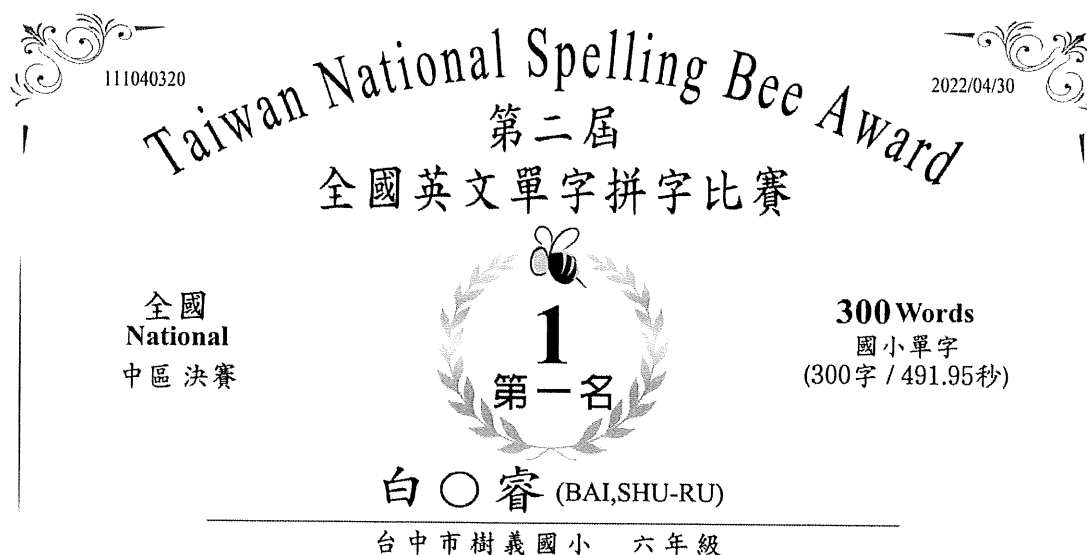 111040320
2022/04/30
Taiwan National Spelling Bee Award
第二屆
全國英文單字拼字比賽
全國
National
中區 決賽
1
第一名
300 Words
國小單字
(300字 / 491.95秒)
白○睿 (BAI,SHU-RU)
台中市樹義國小 六年級